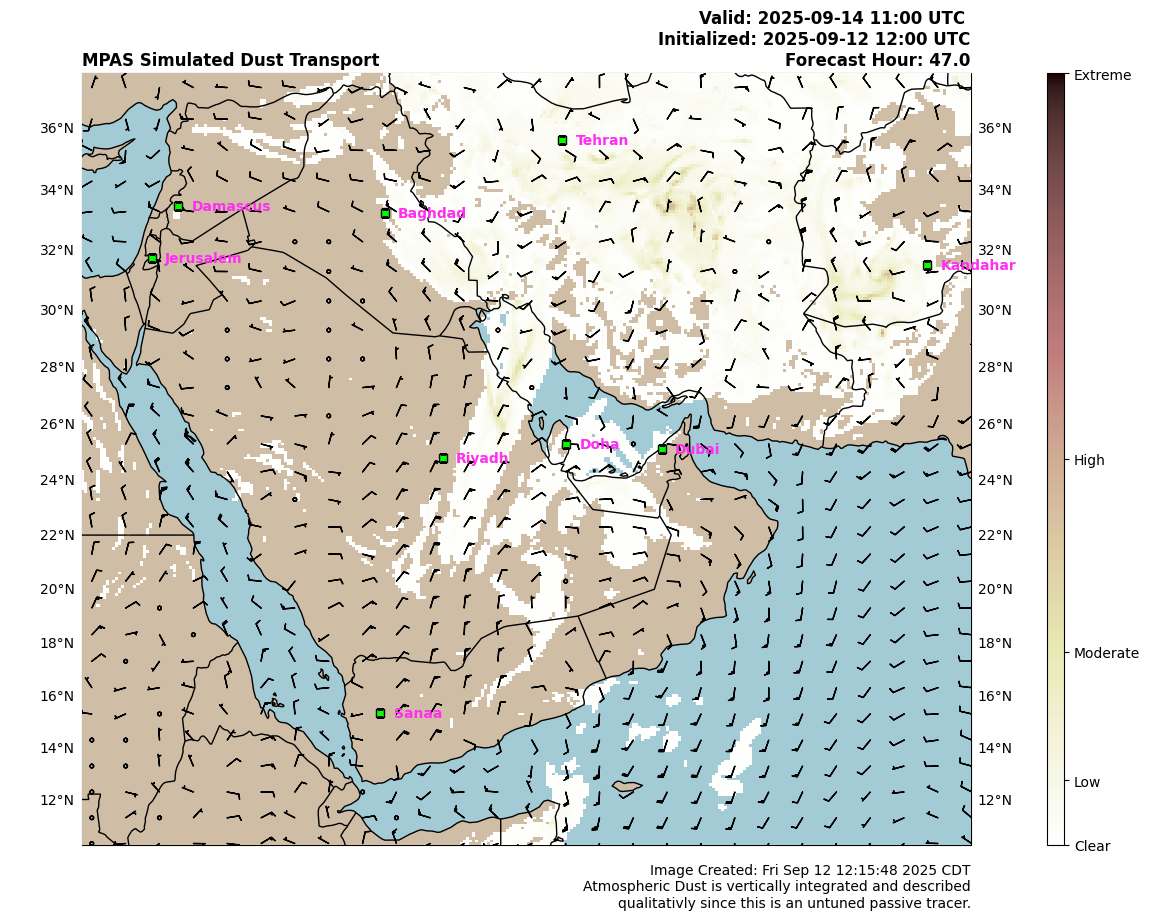 Valid: 2025-09-14 11:00 UTC
Initialized: 2025-09-12 12:00 UTC
MPAS Simulated Dust Transport
Forecast Hour: 47.0
Extreme
36°N
36°N
Tehran
34°N
34°N
Damascus
Baghdad
32°N
32°N
Jerusalem
Kandahar
30°N
30°N
28°N
28°N
26°N
26°N
Doha
Dubai
Riyadh
High
24°N
24°N
22°N
22°N
20°N
20°N
18°N
18°N
Moderate
16°N
16°N
Sanaa
14°N
14°N
Low
12°N
12°N
Clear
Image Created: Fri Sep 12 12:15:48 2025 CDT
Atmospheric Dust is vertically integrated and described
qualitativly since this is an untuned passive tracer.